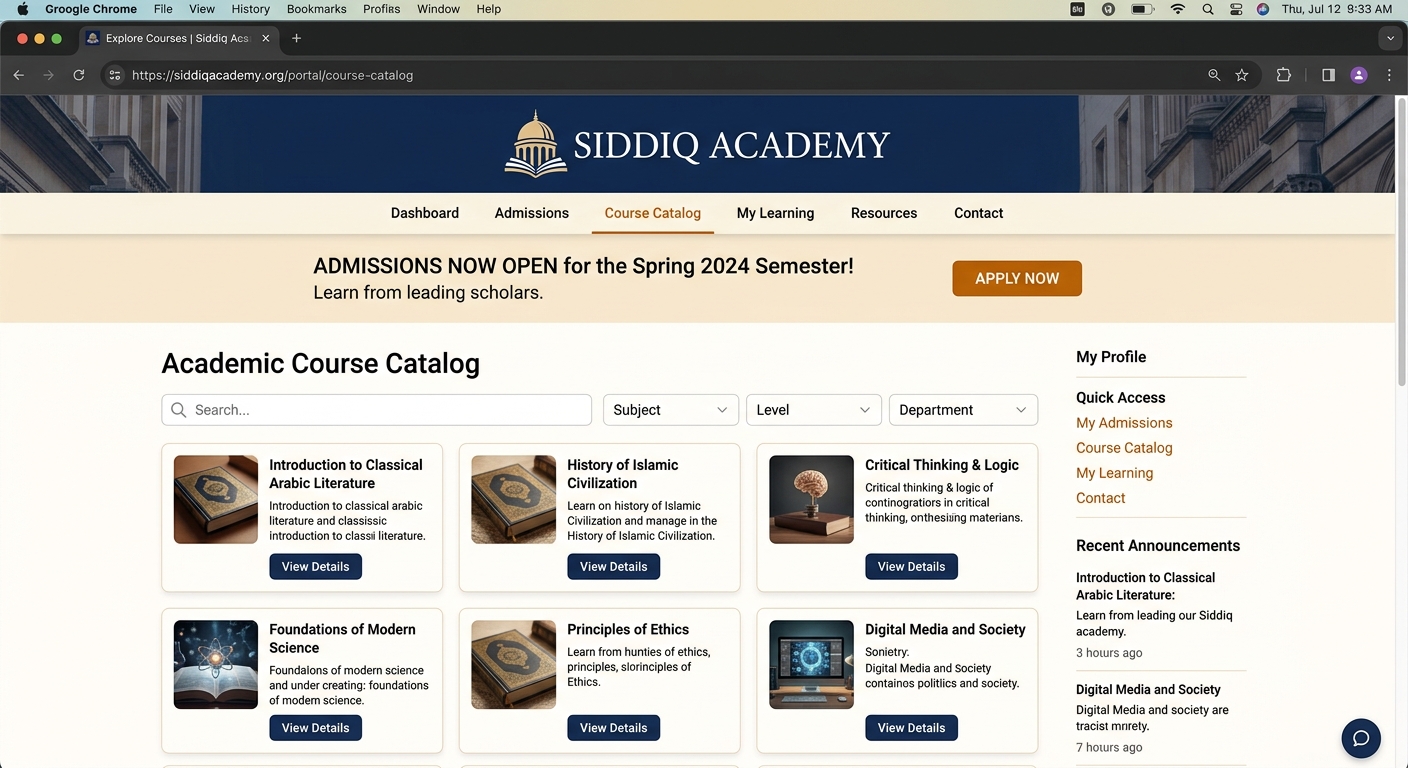 Grοogle Chrome File View History Bookmarks ProfiIs Window Help
Thu, Jul 12 9:33 AM
Explore Courses | Siddiq Acs
https://siddiqacademy.org/portal/course-catalog
SIDDIQ ACADEMY
Dashboard Admissions Course Catalog My Learning Resources Contact
ADMISSIONS NOW OPEN for the Spring 2024 Semester!
Learn from leading scholars.
APPLY NOW
Academic Course Catalog
Search...
Subject
Level
Department
Introduction to Classical
Arabic Literature
Introduction to classical arabic
literature and classissic
introduction to classi literature.
View Details
History of Islamic
Civilization
Learn on history of Islamic
Civilization and manage in the
History of Islamic Civilization.
View Details
Critical Thinking & Logic
Critical thinking & logic of
continogratiors in critical
thinking, materians.
View Details
Foundations of Modern
Science
Foundalons of modern science
and under creating: foundations
of modem science.
View Details
Principles of Ethics
Learn from hunties of ethics,
principles, slorinciples of
Ethics.
View Details
Digital Media and Society
Sonietry.
Digital Media and Society
contains politlics and society.
View Details
My Profile
Quick Access
My Admissions
Course Catalog
My Learning
Contact
Recent Announcements
Introduction to Classical
Arabic Literature:
Learn from leading our Siddiq
academy.
3 hours ago
Digital Media and Society
Digital Media and society are
tracist
7 hours ago